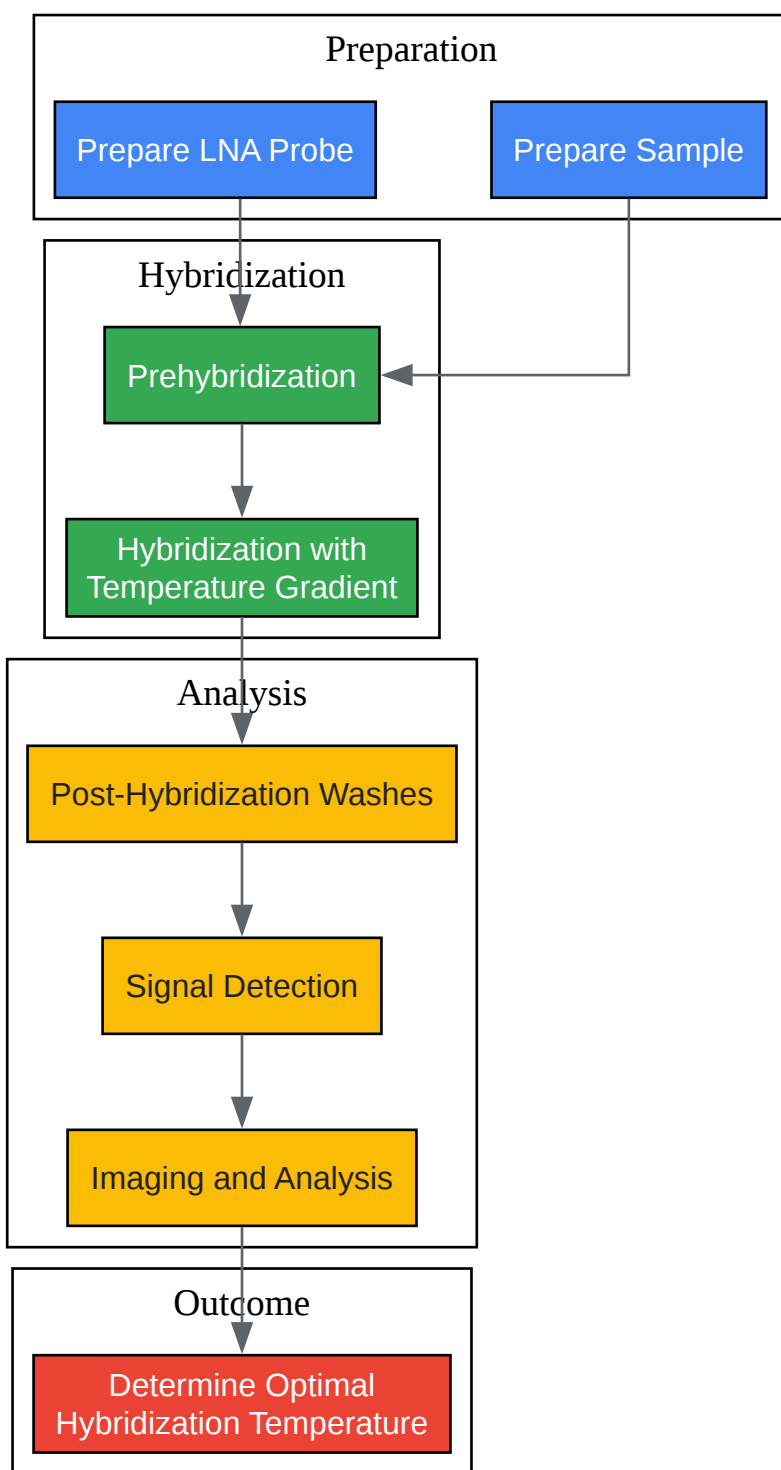 Preparation
Prepare LNA Probe
Prepare Sample
Hybridization
Prehybridization
Hybridization with
Temperature Gradient
Analysis
Post-Hybridization Washes
Signal Detection
Imaging and Analysis
Outcome
Determine Optimal
Hybridization Temperature